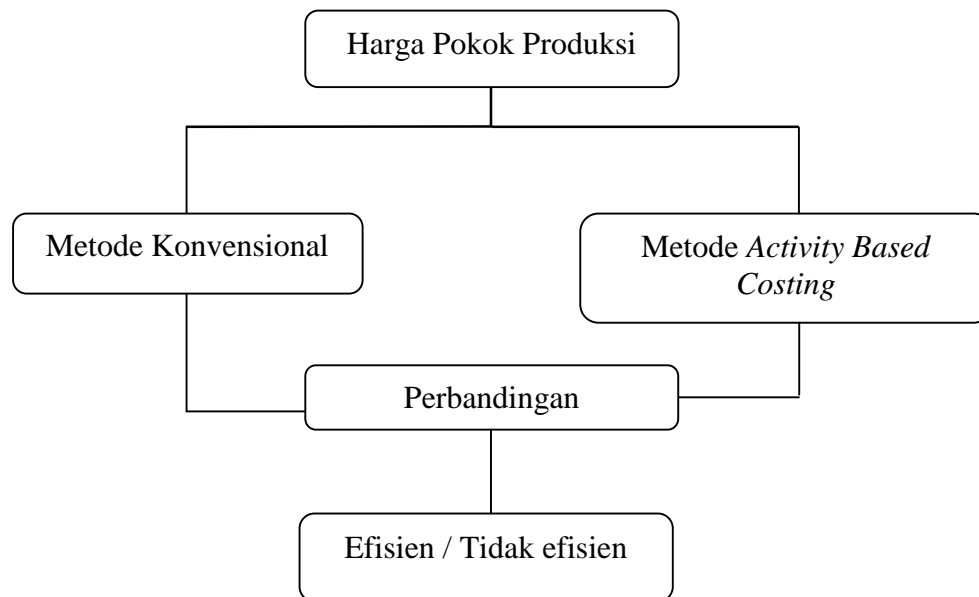 Harga Pokok Produksi
Metode Konvensional
Metode Activity Based
Costing
Perbandingan
Efisien / Tidak efisien